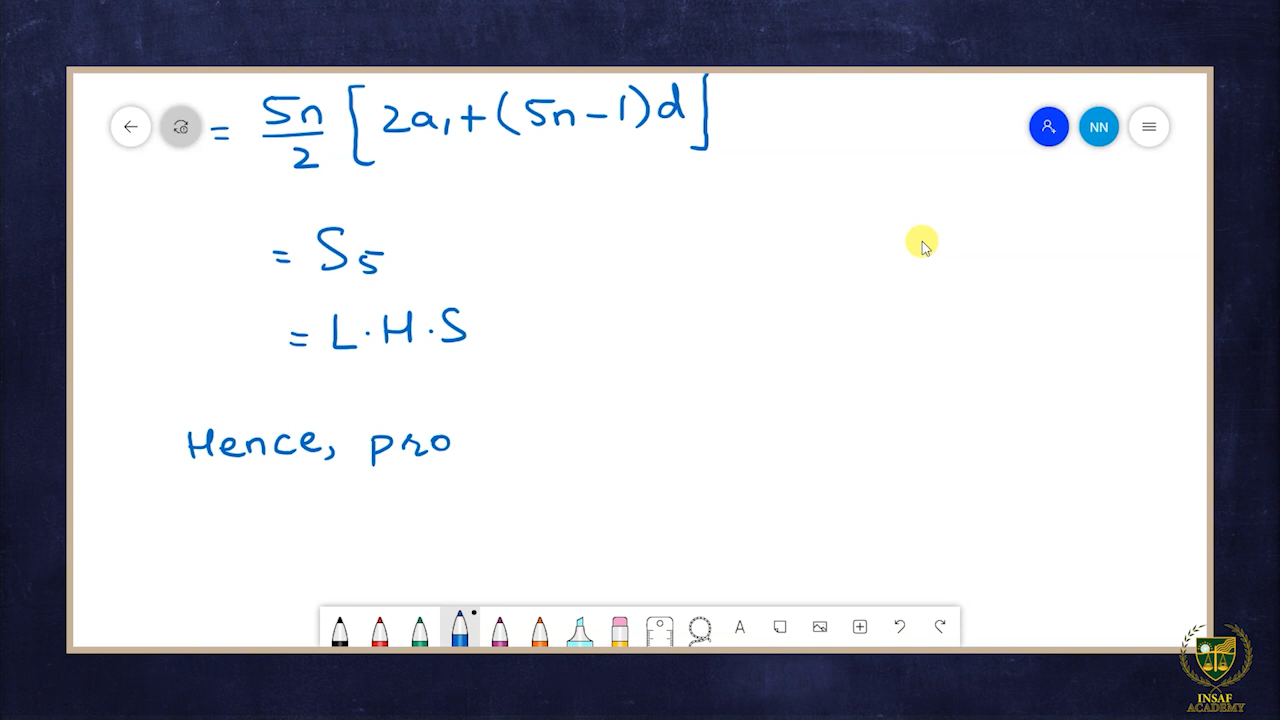 = 5n/2 [2a₁ + (5n − 1)d]
NN
= S₅
= L.H.S
Hence, pro
A
INSAF
ACADEMY